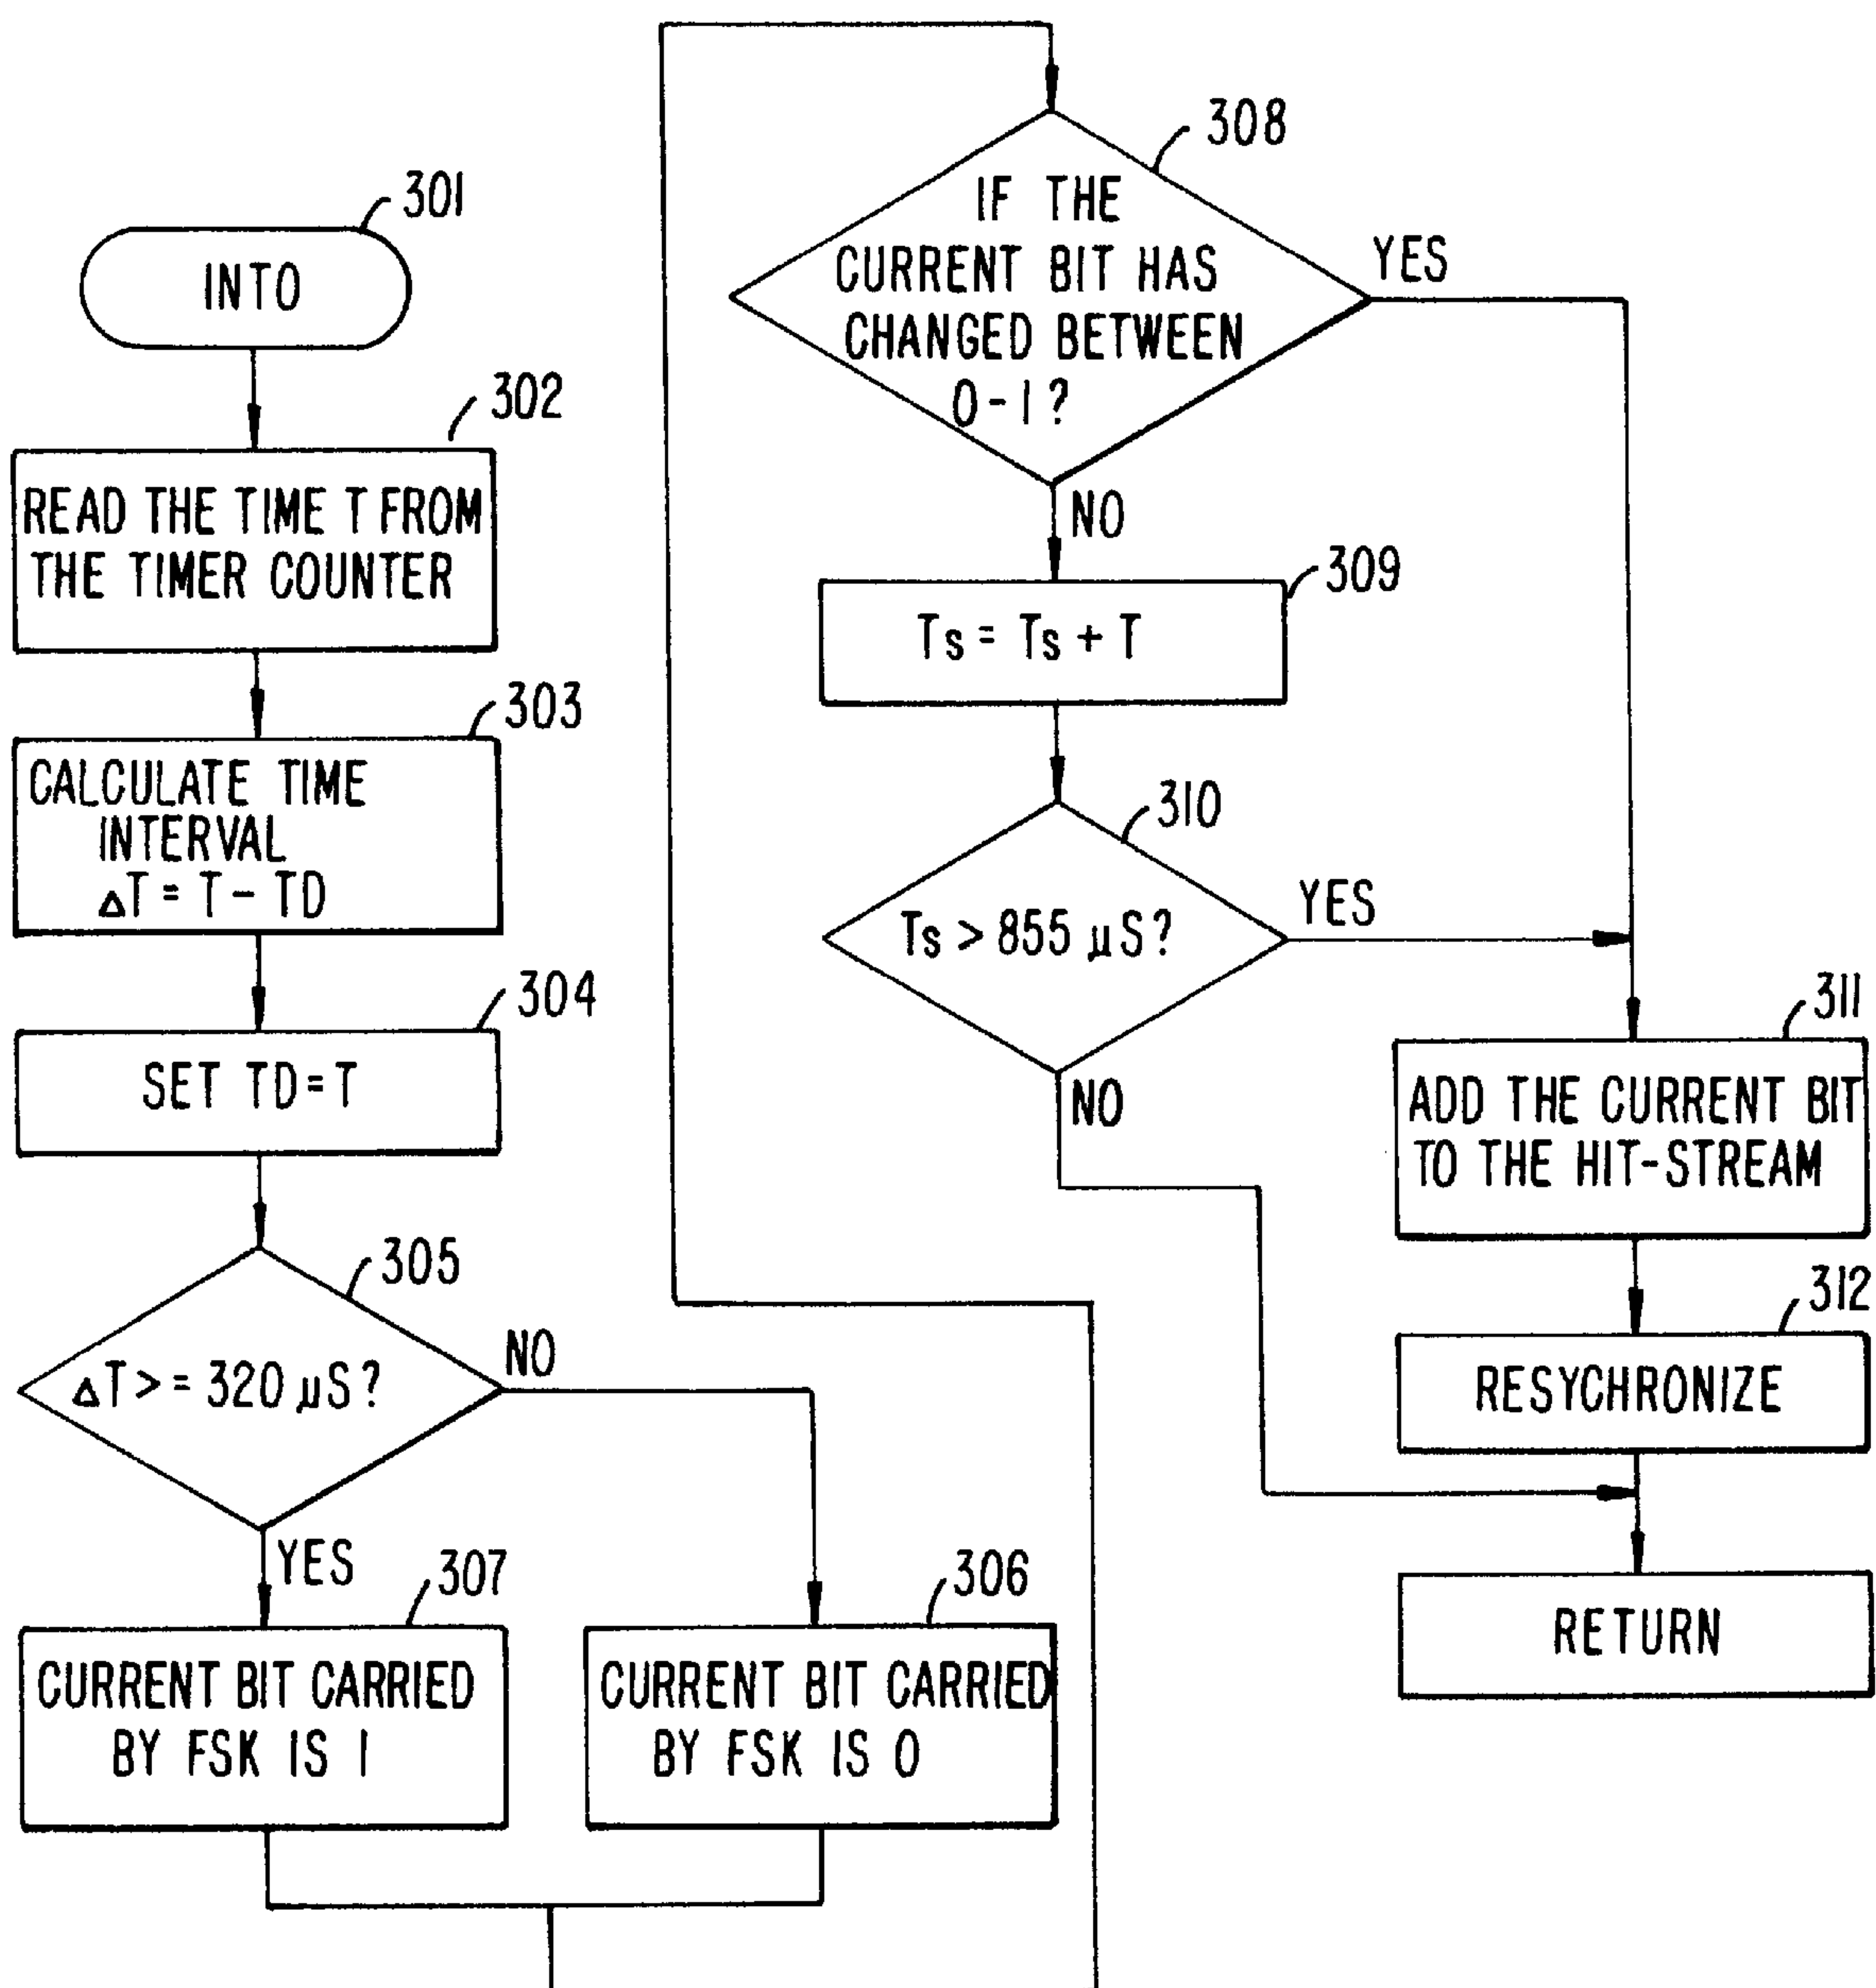 301
INTO
302
READ THE TIME T FROM
THE TIMER COUNTER
303
CALCULATE TIME
INTERVAL
ΔT = T - TD
304
SET TD = T
305
ΔT > = 320 μS?
NO
YES
307
CURRENT BIT CARRIED
BY FSK IS 1
306
CURRENT BIT CARRIED
BY FSK IS 0
308
IF THE
CURRENT BIT HAS
CHANGED BETWEEN
0 - 1 ?
YES
NO
309
Ts = Ts + T
310
Ts > 855 μS?
YES
NO
311
ADD THE CURRENT BIT
TO THE HIT-STREAM
312
RESYCHRONIZE
RETURN